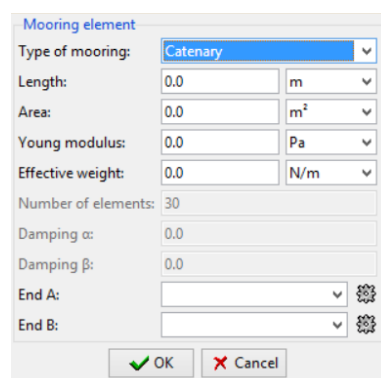 Mooring element
Type of mooring: Catenary
Length: 0.0 m
Area: 0.0 m²
Young modulus: 0.0 Pa
Effective weight: 0.0 N/m
Number of elements: 30
Damping α: 0.0
Damping β: 0.0
End A:
End B:
OK Cancel